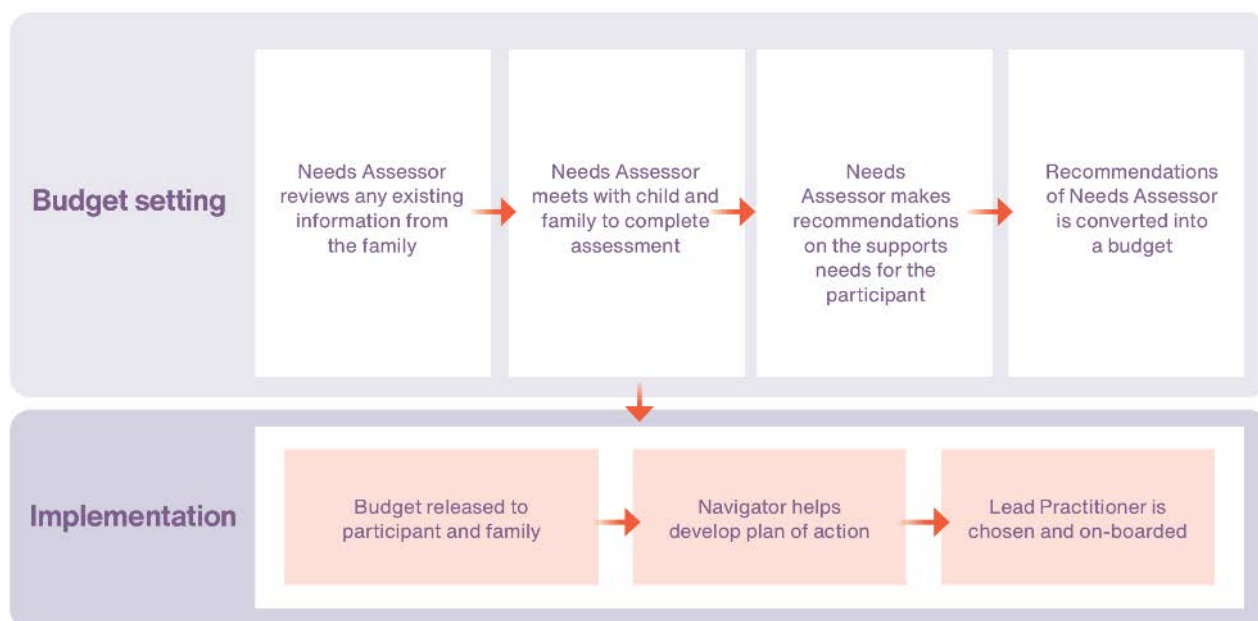 Budget setting
Needs Assessor
reviews any existing
information from
the family
Needs Assessor
meets with child and
family to complete
assessment
Needs
Assessor makes
recommendations
on the supports
needs for the
participant
Recommendations
of Needs Assessor
is converted into
a budget
Implementation
Budget released to
participant and family
Navigator helps
develop plan of action
Lead Practitioner is
chosen and on-boarded